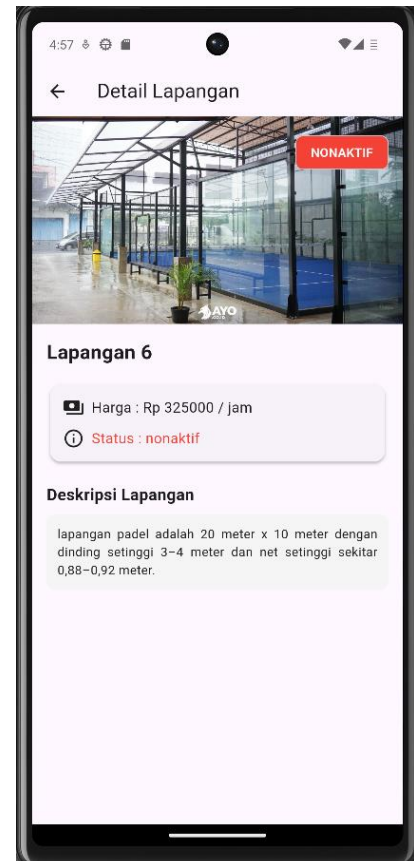 4:57
Detail Lapangan
NONAKTIF
AYO
Lapangan 6
Harga : Rp 325000 / jam
Status : nonaktif
Deskripsi Lapangan
lapangan padel adalah 20 meter x 10 meter dengan
dinding setinggi 3–4 meter dan net setinggi sekitar
0,88–0,92 meter.